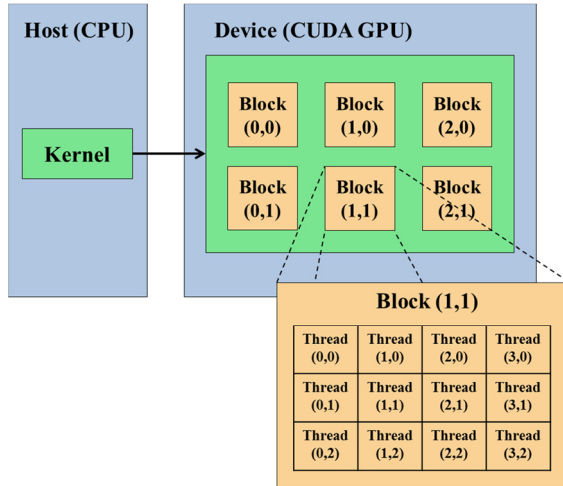 Host (CPU)
Device (CUDA GPU)
Kernel
Block
(0,0)
Block
(1,0)
Block
(2,0)
Block
(0,1)
Block
(1,1)
Block
(2,1)
Block (1,1)
Thread
(0,0)
Thread
(1,0)
Thread
(2,0)
Thread
(3,0)
Thread
(0,1)
Thread
(1,1)
Thread
(2,1)
Thread
(3,1)
Thread
(0,2)
Thread
(1,2)
Thread
(2,2)
Thread
(3,2)